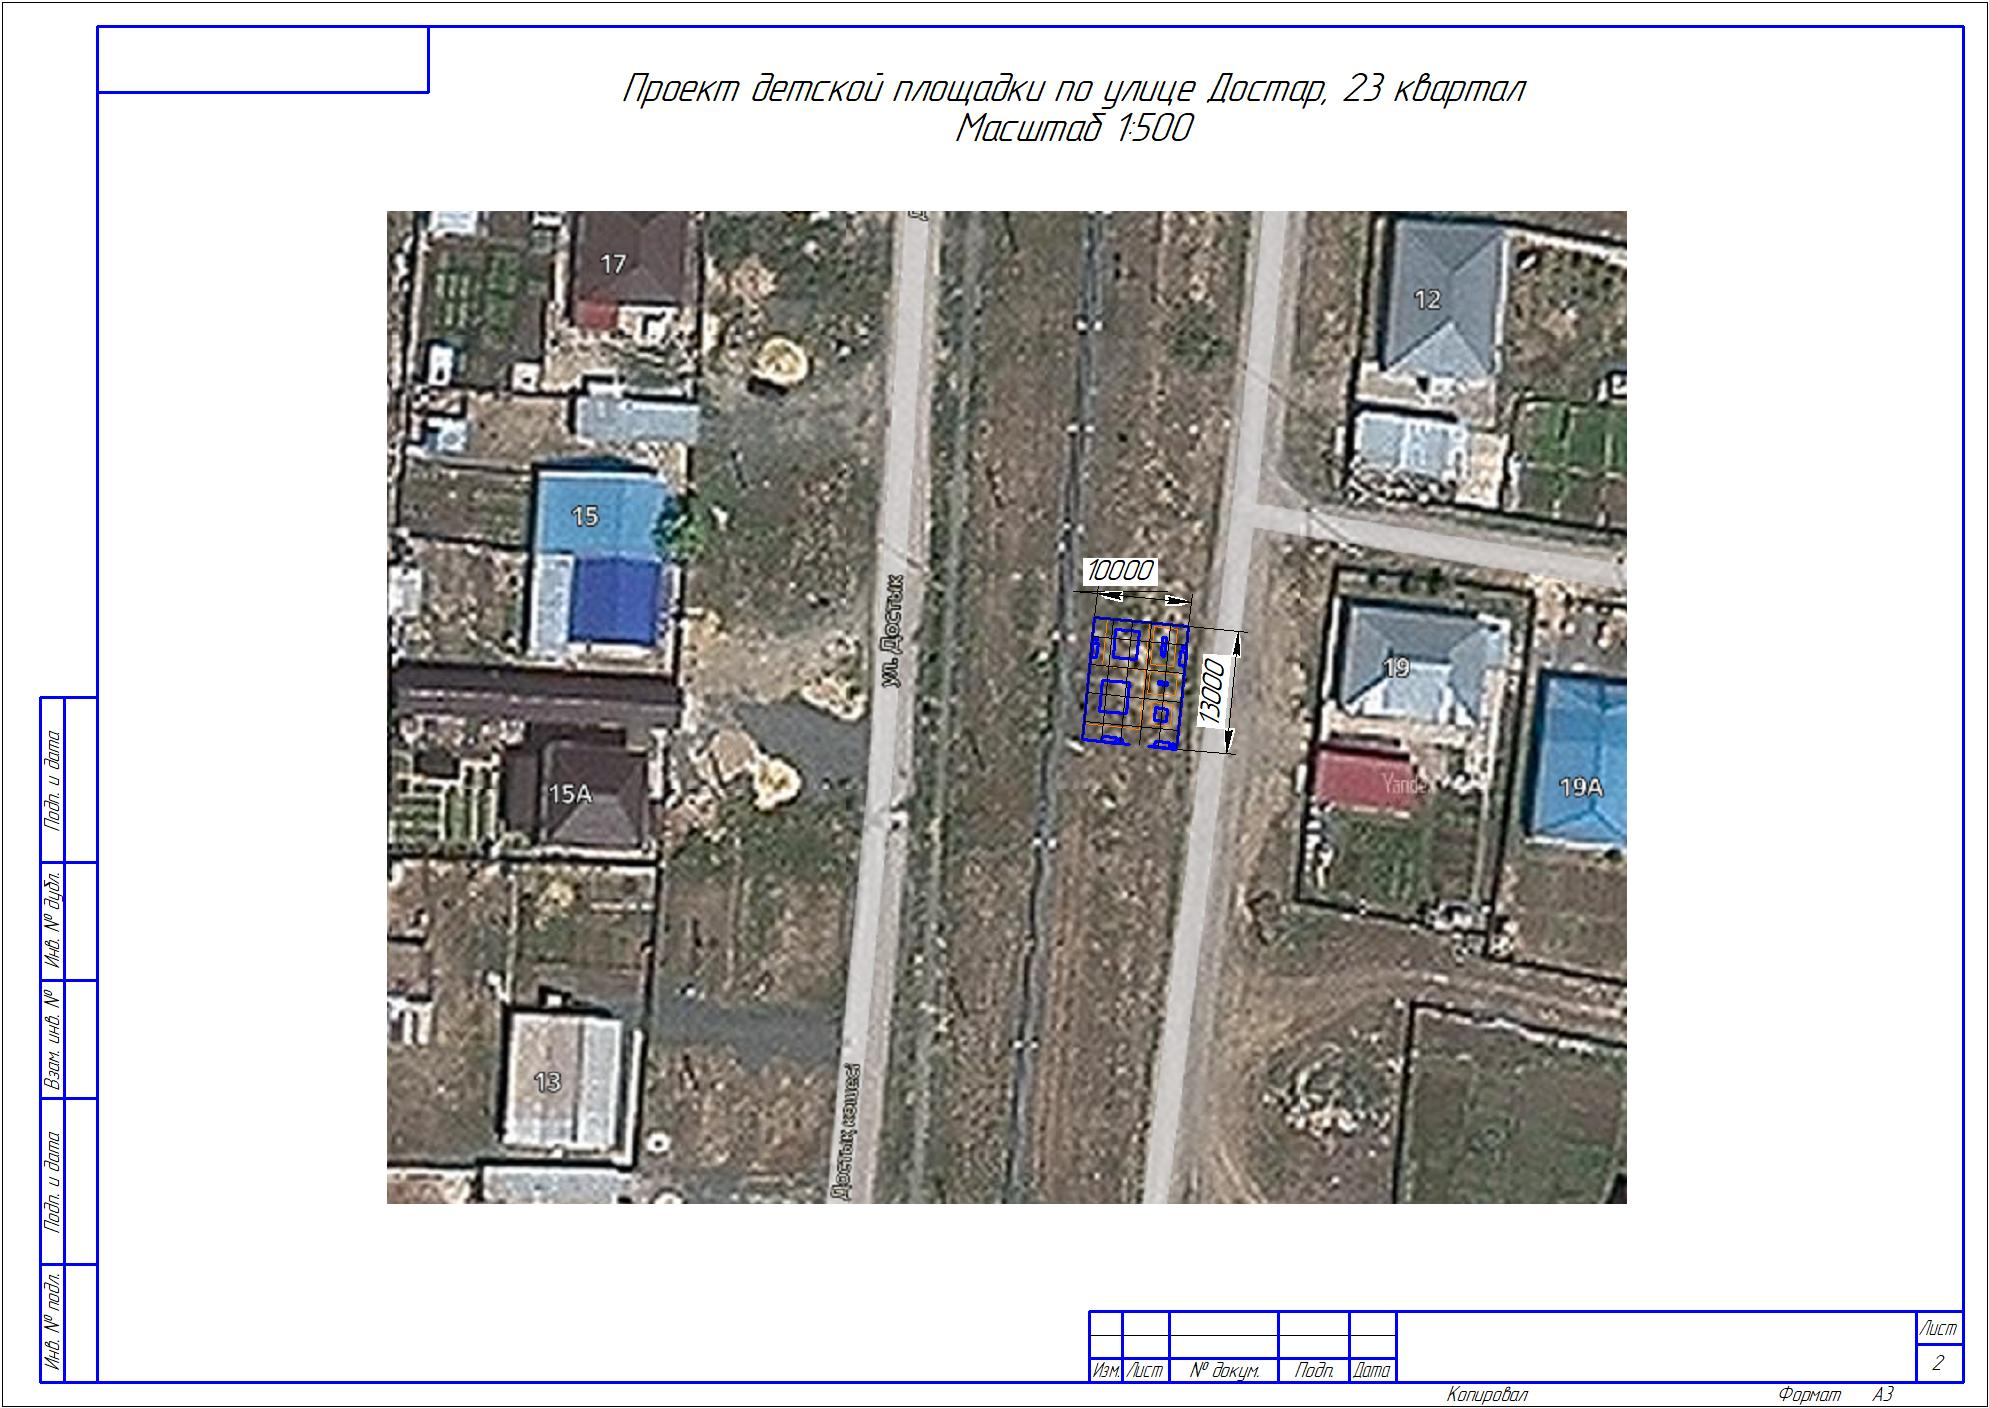 Проект детской площадки по улице Достар, 23 квартал
Масштаб 1:500
17
12
15
10000
ул. Достык
19
13000
Yandex
15А
19А
13
Достық көшесі
Подп. и дата
Инв. № дубл.
Взам. инв. №
Подп. и дата
Инв. № подл.
Изм. Лист № докум. Подп. Дата
Лист
2
Копировал Формат А3